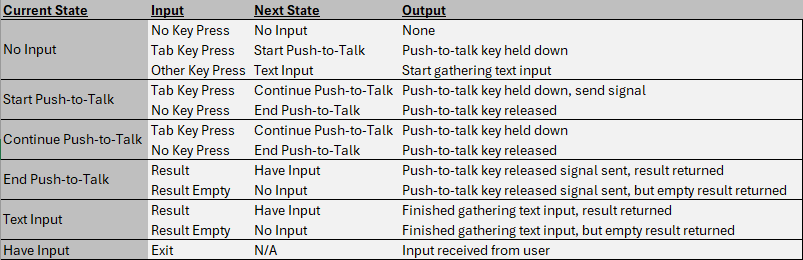 Current State Input Next State Output
No Input No Key Press No Input None
Tab Key Press Start Push-to-Talk Push-to-talk key held down
Other Key Press Text Input Start gathering text input
Start Push-to-Talk Tab Key Press Continue Push-to-Talk Push-to-talk key held down, send signal
No Key Press End Push-to-Talk Push-to-talk key released
Continue Push-to-Talk Tab Key Press Continue Push-to-Talk Push-to-talk key held down
No Key Press End Push-to-Talk Push-to-talk key released
End Push-to-Talk Result Have Input Push-to-talk key released signal sent, result returned
Result Empty No Input Push-to-talk key released signal sent, but empty result returned
Text Input Result Have Input Finished gathering text input, result returned
Result Empty No Input Finished gathering text input, but empty result returned
Have Input Exit N/A Input received from user